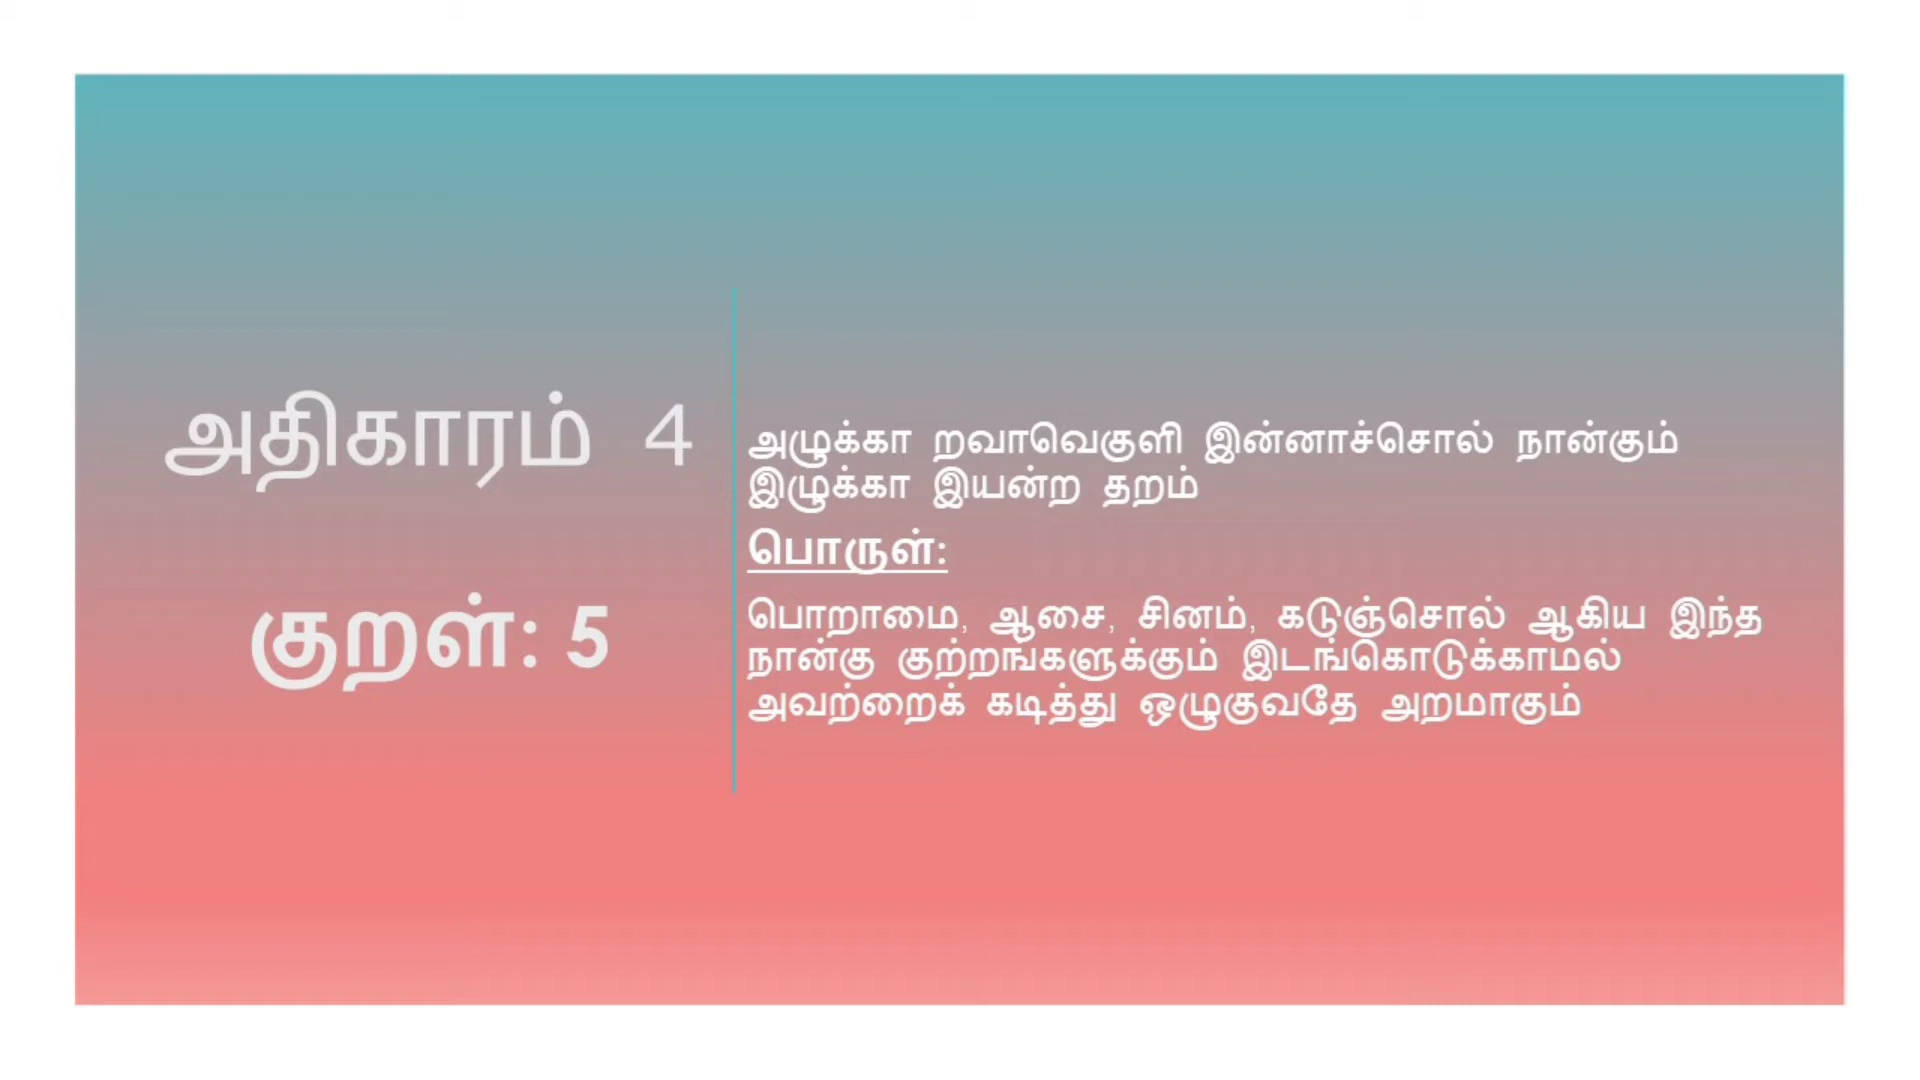 அதிகாரம் 4
குறள்: 5
அழுக்கா றவாவெகுளி இன்னாச்சொல் நான்கும்
இழுக்கா இயன்ற தறம்
பொருள்:
பொறாமை, ஆசை, சினம், கடுஞ்சொல் ஆகிய இந்த
நான்கு குற்றங்களுக்கும் இடங்கொடுக்காமல்
அவற்றைக் கடித்து ஒழுகுவதே அறமாகும்